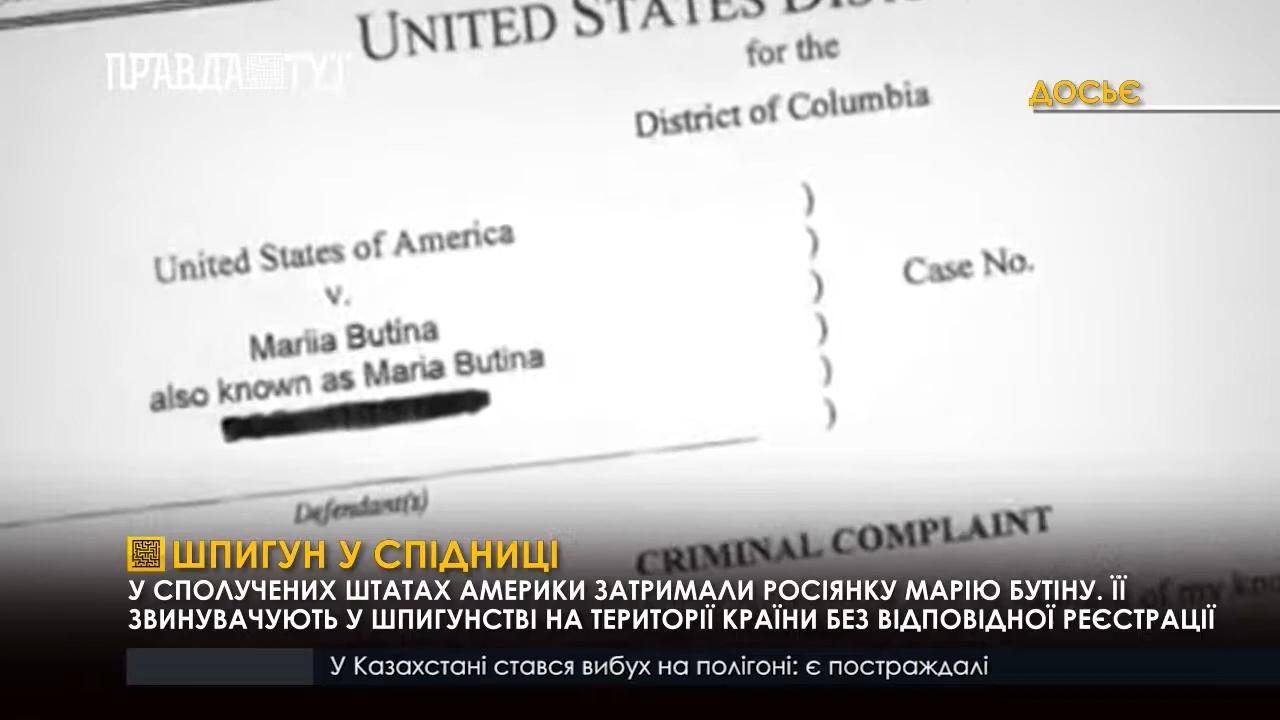 UNITED STATES
for the
District of Columbia
ПРАВДА ТУТ
ДОСЬЄ
United States of America
v.
Mariia Butina
also known as Maria Butina
)
)
)
)
)
)
Case No.
Defendant(s)
CRIMINAL COMPLAINT
of my
ШПИГУН У СПІДНИЦІ
У СПОЛУЧЕНИХ ШТАТАХ АМЕРИКИ ЗАТРИМАЛИ РОСІЯНКУ МАРІЮ БУТІНУ. ЇЇ
ЗВИНУВАЧУЮТЬ У ШПИГУНСТВІ НА ТЕРИТОРІЇ КРАЇНИ БЕЗ ВІДПОВІДНОЇ РЕЄСТРАЦІЇ
У Казахстані стався вибух на полігоні: є постраждалі